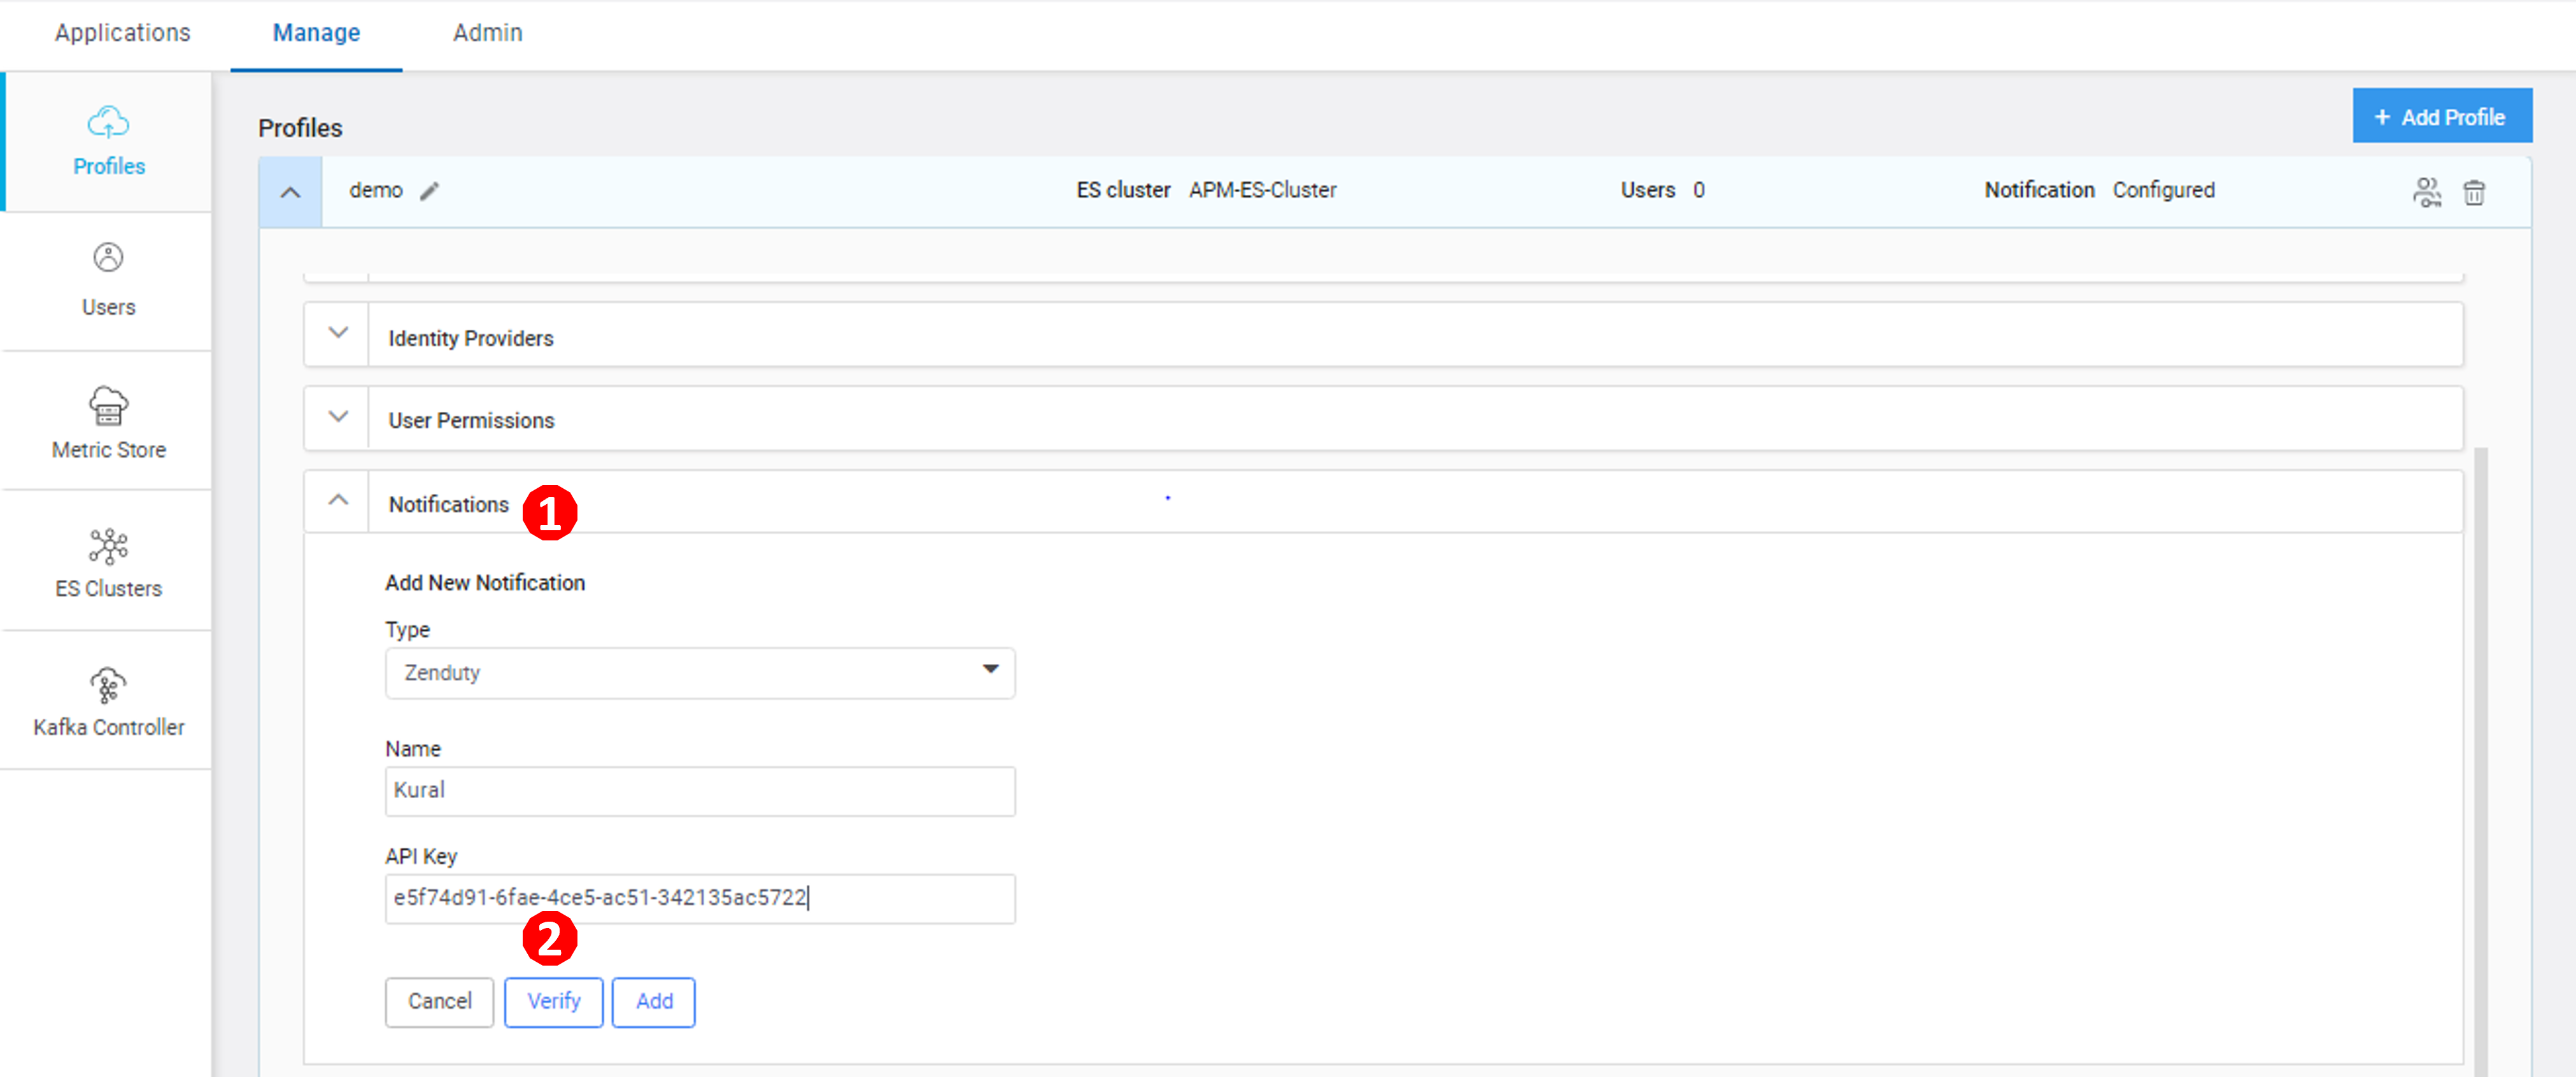 Applications Manage Admin
Profiles
Users
Metric Store
ES Clusters
Kafka Controller
Profiles
+ Add Profile
demo ES cluster APM-ES-Cluster Users 0 Notification Configured
Identity Providers
User Permissions
Notifications 1
Add New Notification
Type
Zenduty
Name
Kural
API Key
e5f74d91-6fae-4ce5-ac51-342135ac5722
2
Cancel Verify Add